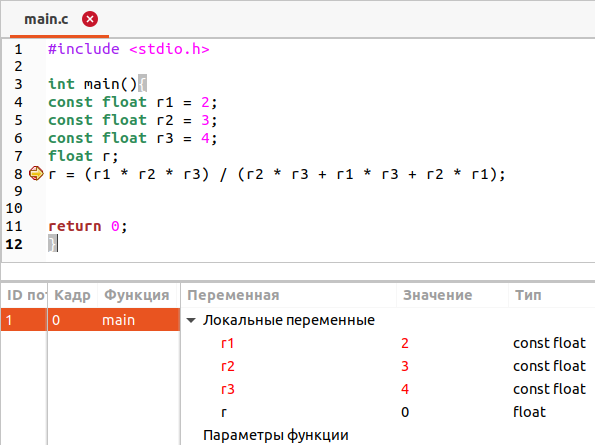 main.c
1 #include <stdio.h>
2
3 int main(){
4 const float r1 = 2;
5 const float r2 = 3;
6 const float r3 = 4;
7 float r;
8 r = (r1 * r2 * r3) / (r2 * r3 + r1 * r3 + r2 * r1);
9
10
11 return 0;
12 }
ID пот Кадр Функция Переменная Значение Тип
1 0 main Локальные переменные
r1 2 const float
r2 3 const float
r3 4 const float
r 0 float
Параметры функции